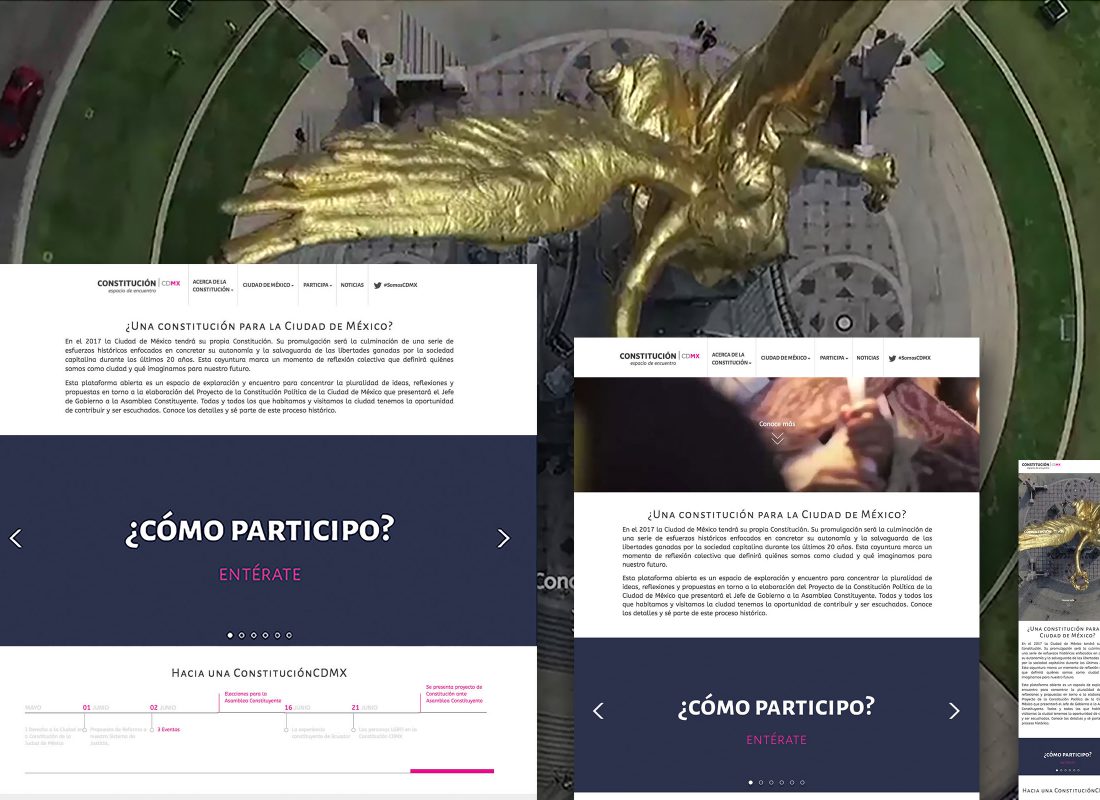 CONSTITUCIÓN | CDMX
espacio de encuentro
ACERCA DE LA
CONSTITUCIÓN
CIUDAD DE MÉXICO
PARTICIPA
NOTICIAS
#SomosCDMX
¿Una constitución para la Ciudad de México?
En el 2017 la Ciudad de México tendrá su propia Constitución. Su promulgación será la culminación de una serie de
esfuerzos históricos enfocados en concretar su autonomía y la salvaguarda de las libertades ganadas por la sociedad
capitalina durante los últimos 20 años. Esta coyuntura marca un momento de reflexión colectiva que definirá quiénes
somos como ciudad y qué imaginamos para nuestro futuro.
Esta plataforma abierta es un espacio de exploración y encuentro para concentrar la pluralidad de ideas, reflexiones y
propuestas en torno a la elaboración del Proyecto de la Constitución Política de la Ciudad de México que presentará el Jefe
de Gobierno a la Asamblea Constituyente. Todas y todos los que habitamos y visitamos la ciudad tenemos la oportunidad
de contribuir y ser escuchados. Conoce los detalles y sé parte de este proceso histórico.
¿CÓMO PARTICIPO?
ENTÉRATE
Hacia una ConstituciónCDMX
Elecciones para la
Asamblea Constituyente
Se presenta proyecto de
Constitución ante
Asamblea Constituyente
MAYO
01 JUNIO
02 JUNIO
16 JUNIO
21 JUNIO
Propuesta de Reforma a
nuestro Sistema de
Justicia.
3 Eventos
La experiencia
constituyente de Ecuador
Las personas LGBTI en la
Constitución CDMX
Cono
CONSTITUCIÓN | CDMX
espacio de encuentro
ACERCA DE LA
CONSTITUCIÓN
CIUDAD DE MÉXICO
PARTICIPA
NOTICIAS
#SomosCDMX
Conoce más
¿Una constitución para la Ciudad de México?
En el 2017 la Ciudad de México tendrá su propia Constitución. Su promulgación será la culminación de
una serie de esfuerzos históricos enfocados en concretar su autonomía y la salvaguarda de las
libertades ganadas por la sociedad capitalina durante los últimos 20 años. Esta coyuntura marca un
momento de reflexión colectiva que definirá quiénes somos como ciudad y qué imaginamos para
nuestro futuro.
Esta plataforma abierta es un espacio de exploración y encuentro para concentrar la pluralidad de
ideas, reflexiones y propuestas en torno a la elaboración del Proyecto de la Constitución Política de la
Ciudad de México que presentará el Jefe de Gobierno a la Asamblea Constituyente. Todas y todos los
que habitamos y visitamos la ciudad tenemos la oportunidad de contribuir y ser escuchados. Conoce
los detalles y sé parte de este proceso histórico.
¿CÓMO PARTICIPO?
ENTÉRATE
CONSTITUCIÓN | CDMX
¿Una constitución para
Ciudad de México?
¿CÓMO PARTICIPO?
ENTÉRATE
Hacia una ConstituciónCD